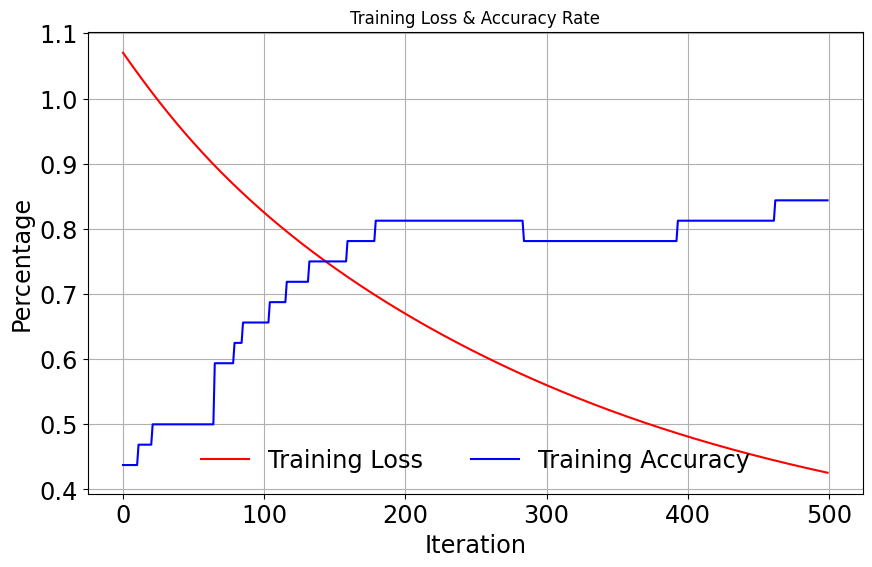 Training Loss & Accuracy Rate
1.1
1.0
0.9
0.8
0.7
0.6
0.5
0.4
Percentage
Training Loss
Training Accuracy
0 100 200 300 400 500
Iteration